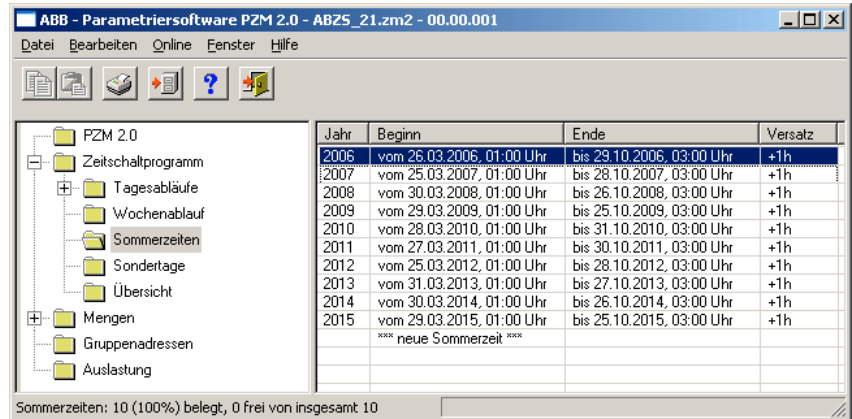 ABB - Parametriersoftware PZM 2.0 - ABZS_21.zm2 - 00.00.001
Datei Bearbeiten Online Fenster Hilfe
PZM 2.0
Zeitschaltprogramm
Tagesabläufe
Wochenablauf
Sommerzeiten
Sondertage
Übersicht
Mengen
Gruppenadressen
Auslastung
Jahr Beginn Ende Versatz
2006 vom 26.03.2006, 01:00 Uhr bis 29.10.2006, 03:00 Uhr +1h
2007 vom 25.03.2007, 01:00 Uhr bis 28.10.2007, 03:00 Uhr +1h
2008 vom 30.03.2008, 01:00 Uhr bis 26.10.2008, 03:00 Uhr +1h
2009 vom 29.03.2009, 01:00 Uhr bis 25.10.2009, 03:00 Uhr +1h
2010 vom 28.03.2010, 01:00 Uhr bis 31.10.2010, 03:00 Uhr +1h
2011 vom 27.03.2011, 01:00 Uhr bis 30.10.2011, 03:00 Uhr +1h
2012 vom 25.03.2012, 01:00 Uhr bis 28.10.2012, 03:00 Uhr +1h
2013 vom 31.03.2013, 01:00 Uhr bis 27.10.2013, 03:00 Uhr +1h
2014 vom 30.03.2014, 01:00 Uhr bis 26.10.2014, 03:00 Uhr +1h
2015 vom 29.03.2015, 01:00 Uhr bis 25.10.2015, 03:00 Uhr +1h
*** neue Sommerzeit ***
Sommerzeiten: 10 (100%) belegt, 0 frei von insgesamt 10